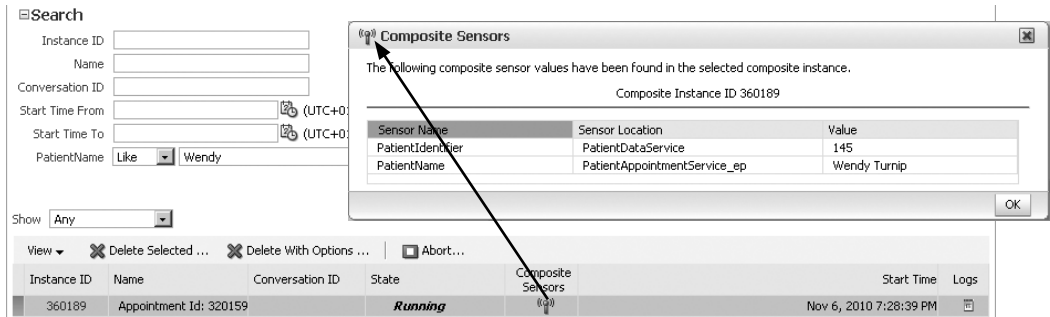 Search
Instance ID
Name
Conversation ID
Start Time From (UTC+01
Start Time To (UTC+01
PatientName Like Wendy
Show Any
Composite Sensors
The following composite sensor values have been found in the selected composite instance.
Composite Instance ID 360189
Sensor Name Sensor Location Value
PatientIdentifier PatientDataService 145
PatientName PatientAppointmentService_ep Wendy Turnip
OK
View Delete Selected ... Delete With Options ... Abort...
Instance ID Name Conversation ID State Composite Sensors Start Time Logs
360189 Appointment Id: 320159 Running Nov 6, 2010 7:28:39 PM